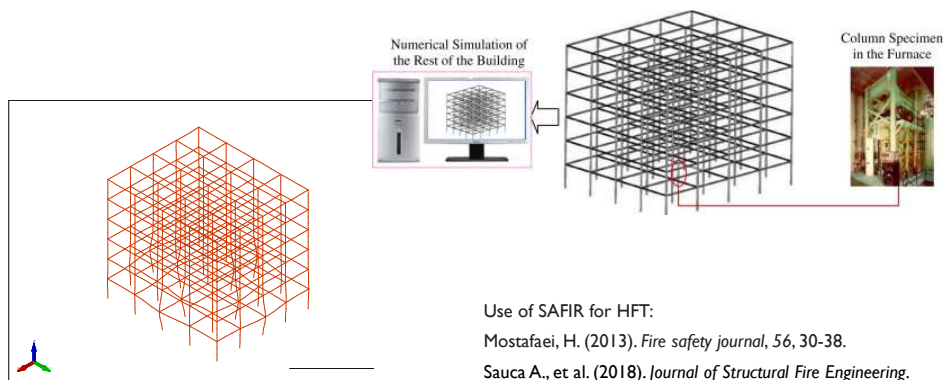 Numerical Simulation of
the Rest of the Building
Column Specimen
in the Furnace
Use of SAFIR for HFT:
Mostafaei, H. (2013). Fire safety journal, 56, 30-38.
Sauca A., et al. (2018). Journal of Structural Fire Engineering.